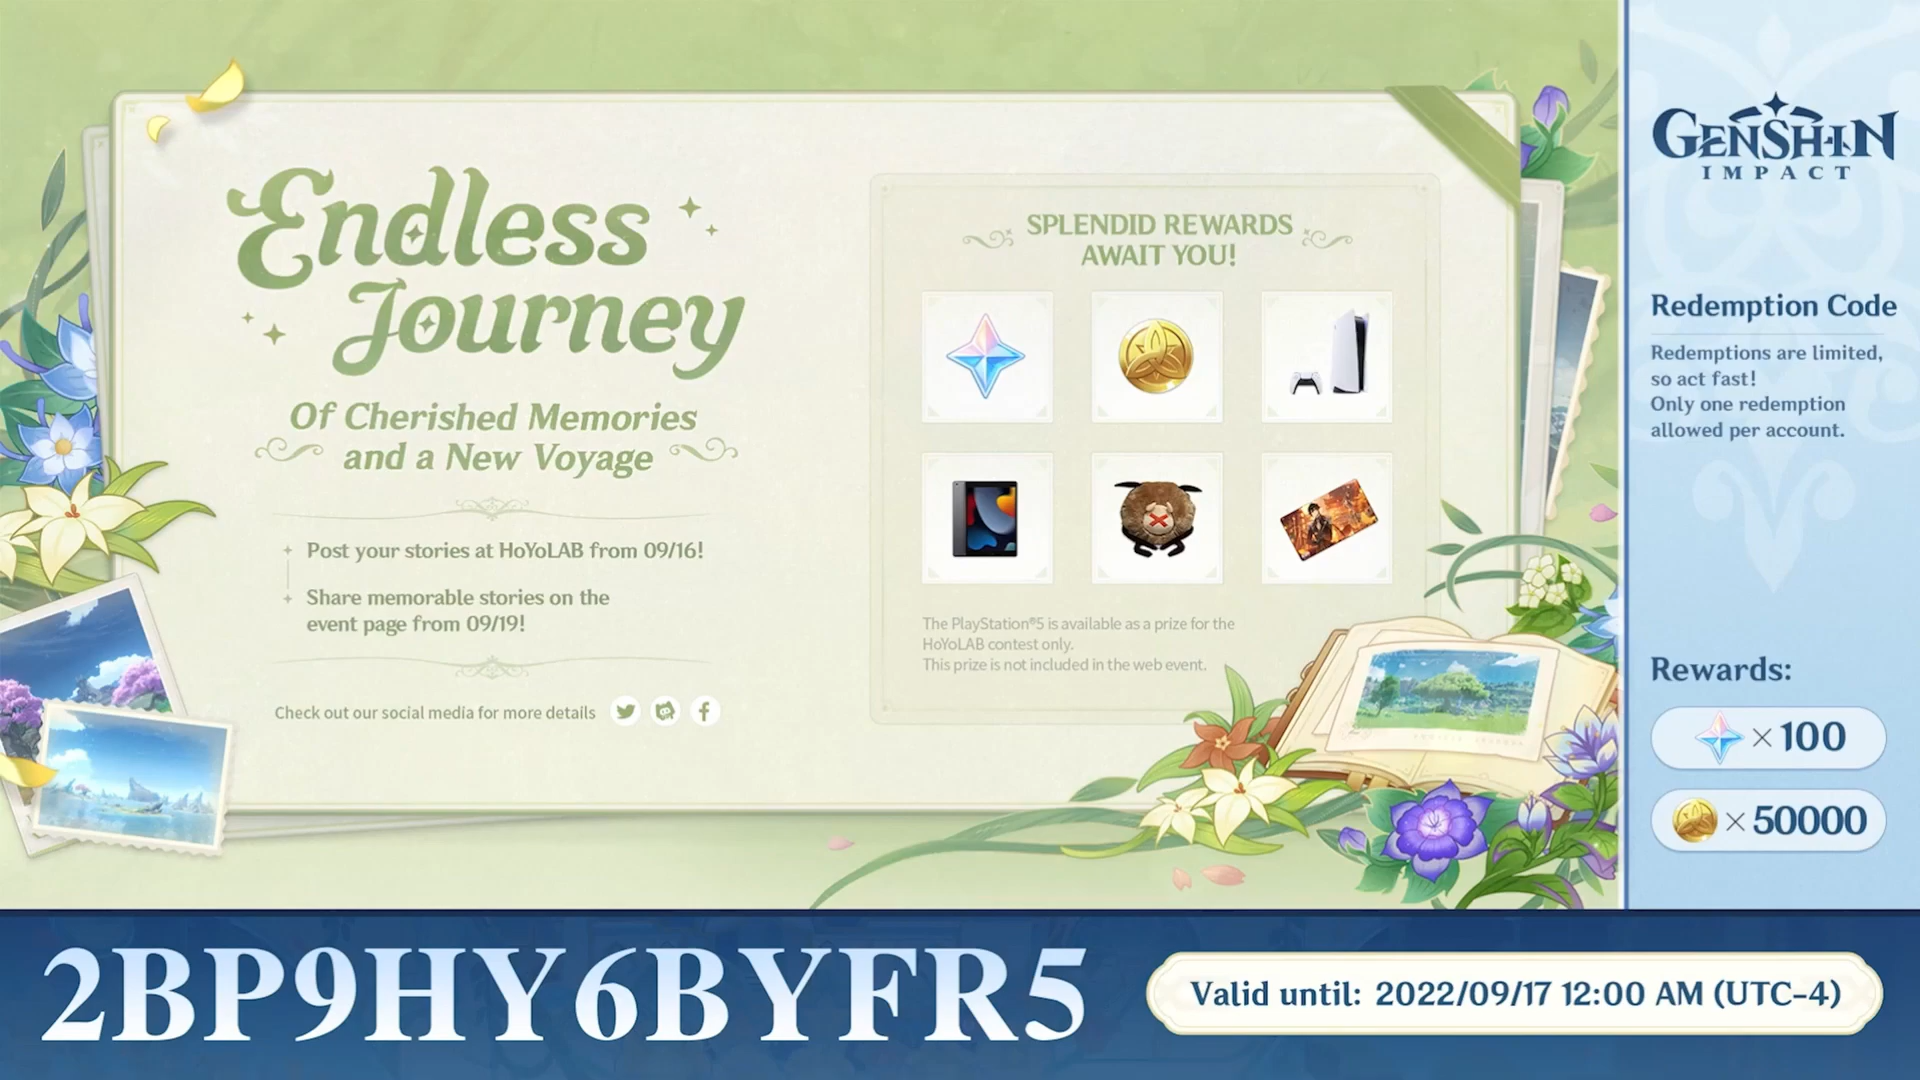 Endless
Journey
Of Cherished Memories
and a New Voyage
Post your stories at HoYoLAB from 09/16!
Share memorable stories on the
event page from 09/19!
Check out our social media for more details
SPLENDID REWARDS
AWAIT YOU!
The PlayStation®5 is available as a prize for the
HoYoLAB contest only.
This prize is not included in the web event.
GENSHIN
IMPACT
Redemption Code
Redemptions are limited,
so act fast!
Only one redemption
allowed per account.
Rewards:
×100
×50000
2BP9HY6BYFR5
Valid until: 2022/09/17 12:00 AM (UTC-4)